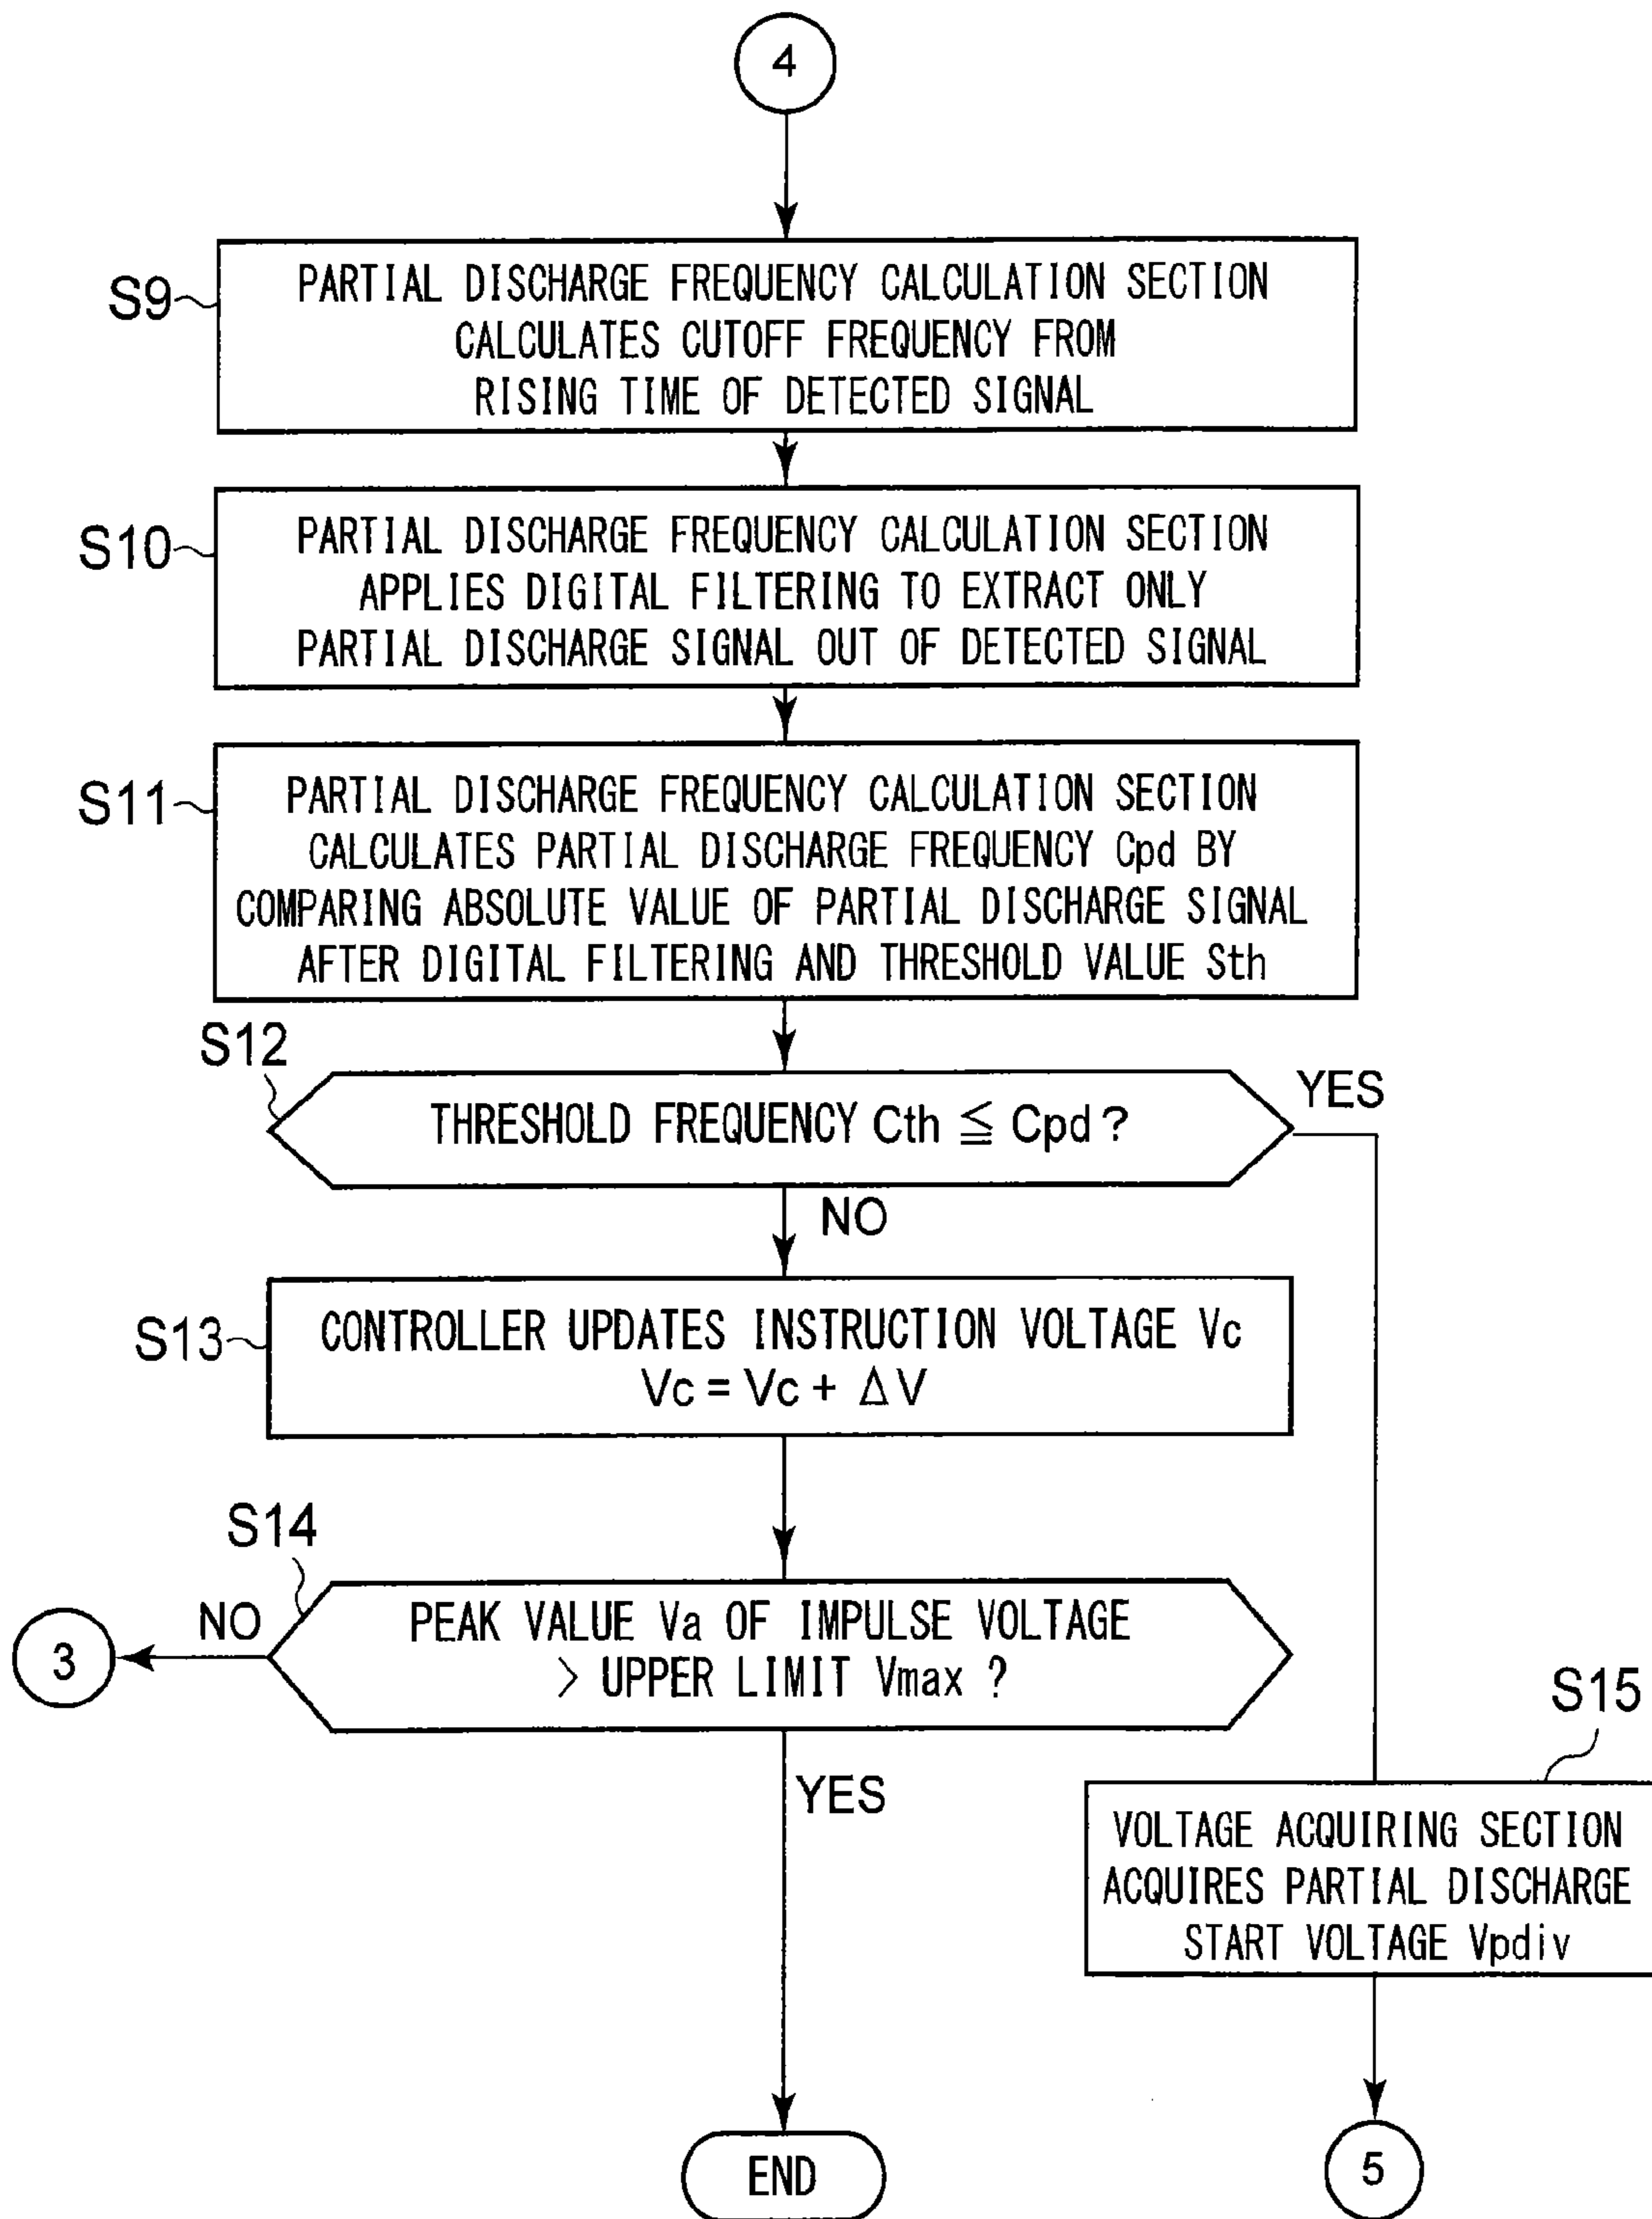 4
S9
PARTIAL DISCHARGE FREQUENCY CALCULATION SECTION
CALCULATES CUTOFF FREQUENCY FROM
RISING TIME OF DETECTED SIGNAL
S10
PARTIAL DISCHARGE FREQUENCY CALCULATION SECTION
APPLIES DIGITAL FILTERING TO EXTRACT ONLY
PARTIAL DISCHARGE SIGNAL OUT OF DETECTED SIGNAL
S11
PARTIAL DISCHARGE FREQUENCY CALCULATION SECTION
CALCULATES PARTIAL DISCHARGE FREQUENCY Cpd BY
COMPARING ABSOLUTE VALUE OF PARTIAL DISCHARGE SIGNAL
AFTER DIGITAL FILTERING AND THRESHOLD VALUE Sth
S12
THRESHOLD FREQUENCY Cth ≦ Cpd ?
YES
NO
S13
CONTROLLER UPDATES INSTRUCTION VOLTAGE Vc
Vc = Vc + ΔV
S14
PEAK VALUE Va OF IMPULSE VOLTAGE
> UPPER LIMIT Vmax ?
NO
3
YES
S15
VOLTAGE ACQUIRING SECTION
ACQUIRES PARTIAL DISCHARGE
START VOLTAGE Vpdiv
END
5